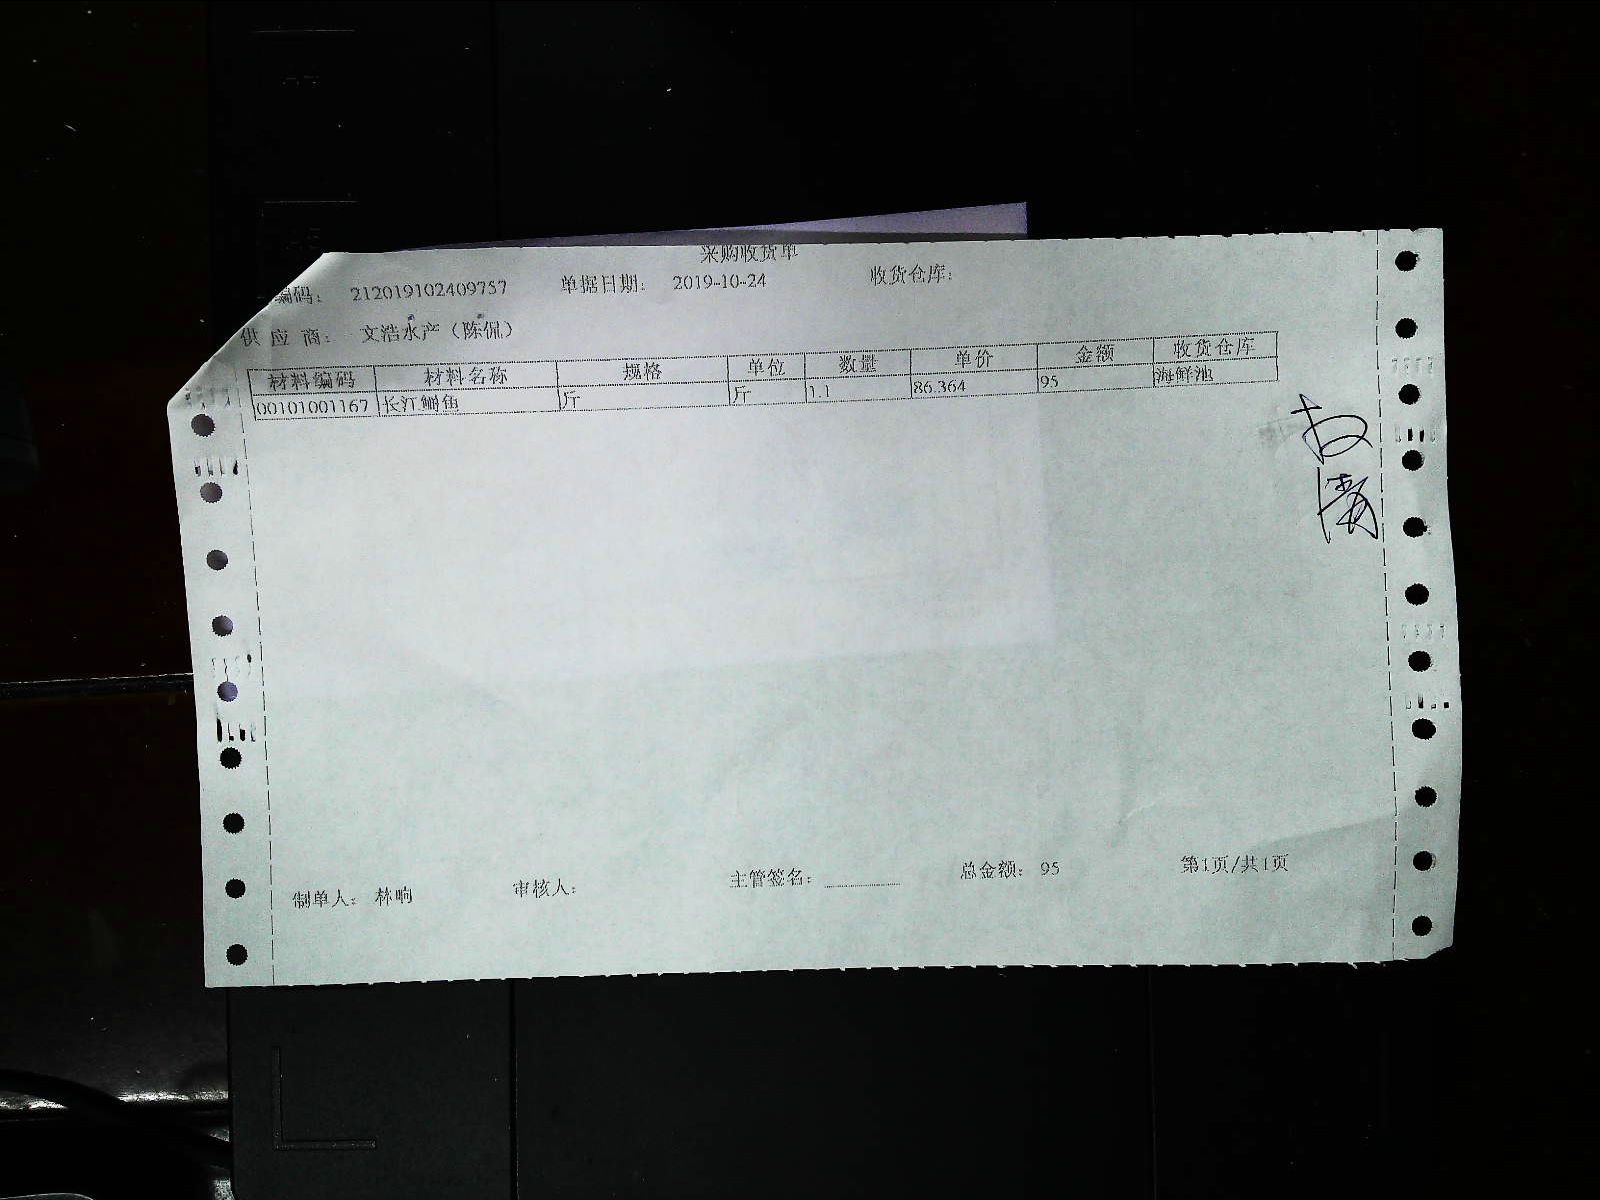 采购收货单
编码： 212019102409757 单据日期： 2019-10-24 收货仓库：
供 应 商： 文浩水产（陈侃）
材料编码 材料名称 规格 单位 数量 单价 金额 收货仓库
00101001167 长江鮰鱼 斤 斤 1.1 86.364 95 海鲜池
制单人： 林响 审核人： 主管签名： 总金额： 95 第1页/共1页